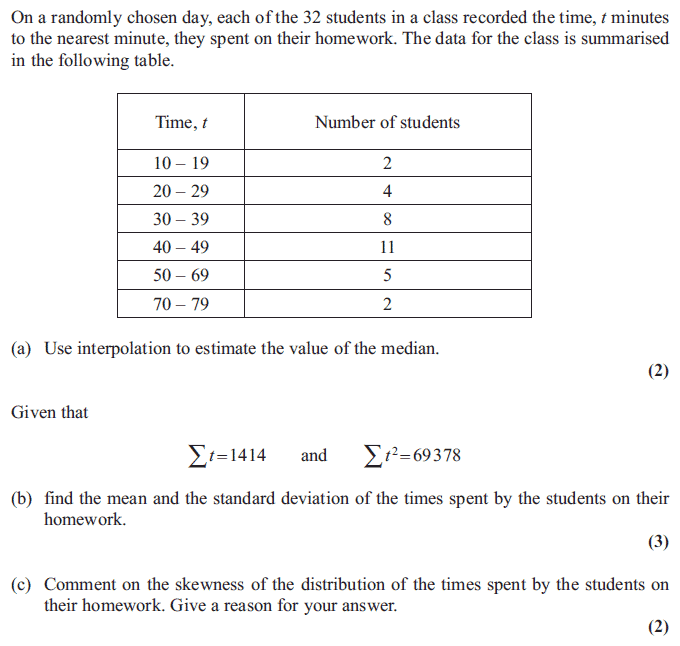 On a randomly chosen day, each of the 32 students in a class recorded the time, t minutes
to the nearest minute, they spent on their homework. The data for the class is summarised
in the following table.
Time, t Number of students
10 – 19 2
20 – 29 4
30 – 39 8
40 – 49 11
50 – 69 5
70 – 79 2
(a) Use interpolation to estimate the value of the median.
(2)
Given that
∑t=1414 and ∑t²=69378
(b) find the mean and the standard deviation of the times spent by the students on their
homework.
(3)
(c) Comment on the skewness of the distribution of the times spent by the students on
their homework. Give a reason for your answer.
(2)